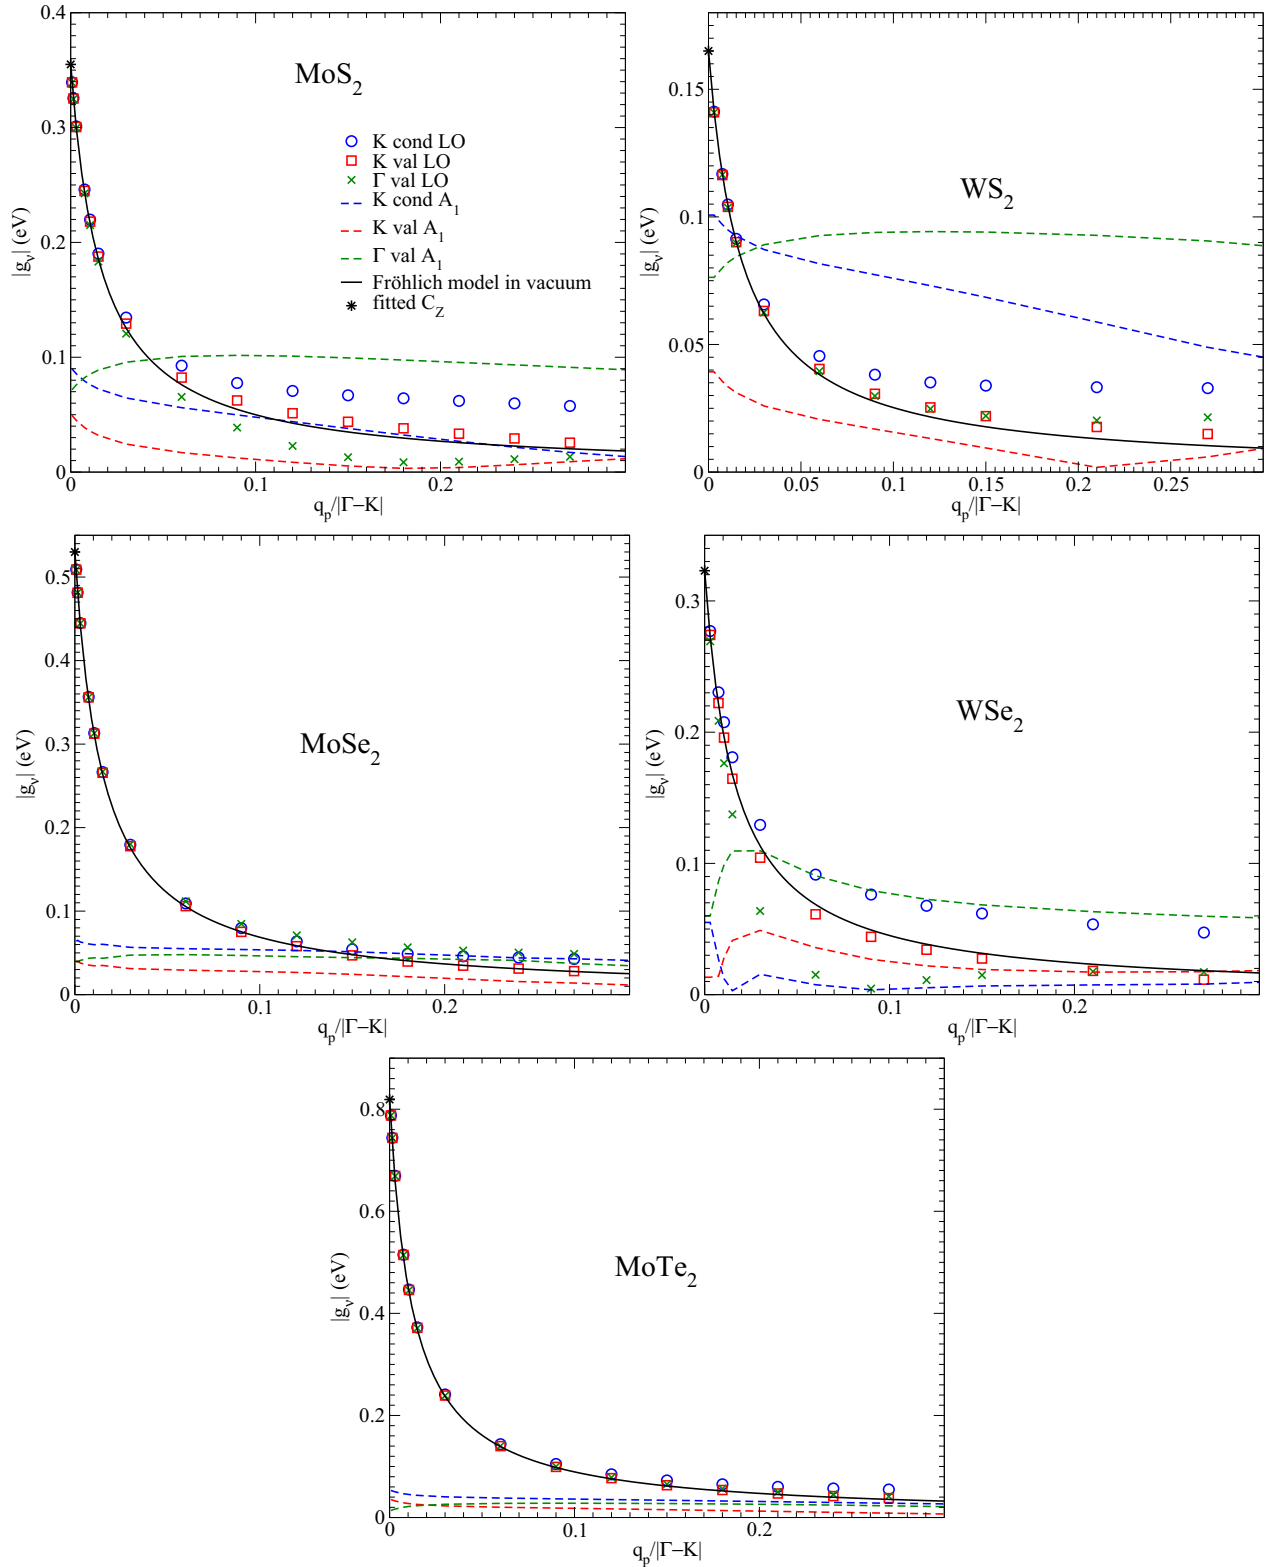 MoS2
0.4
0.3
0.2
0.1
0
|gν| (eV)
K cond LO
K val LO
Γ val LO
K cond A1
K val A1
Γ val A1
Fröhlich model in vacuum
fitted CZ
0
0.1
0.2
qp/|Γ−K|
WS2
0.15
0.1
0.05
0
|gν| (eV)
0
0.05
0.1
0.15
0.2
0.25
qp/|Γ−K|
MoSe2
0.5
0.4
0.3
0.2
0.1
0
|gν| (eV)
0
0.1
0.2
qp/|Γ−K|
WSe2
0.3
0.2
0.1
0
|gν| (eV)
0
0.1
0.2
qp/|Γ−K|
MoTe2
0.8
0.6
0.4
0.2
0
|gν| (eV)
0
0.1
0.2
qp/|Γ−K|